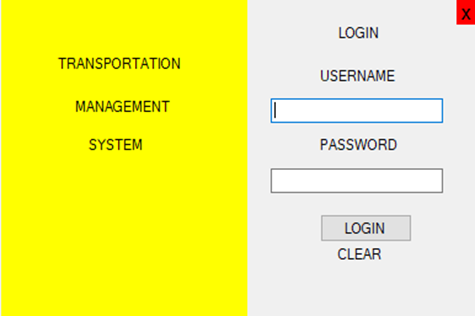 TRANSPORTATION
MANAGEMENT
SYSTEM
X
LOGIN
USERNAME
PASSWORD
LOGIN
CLEAR